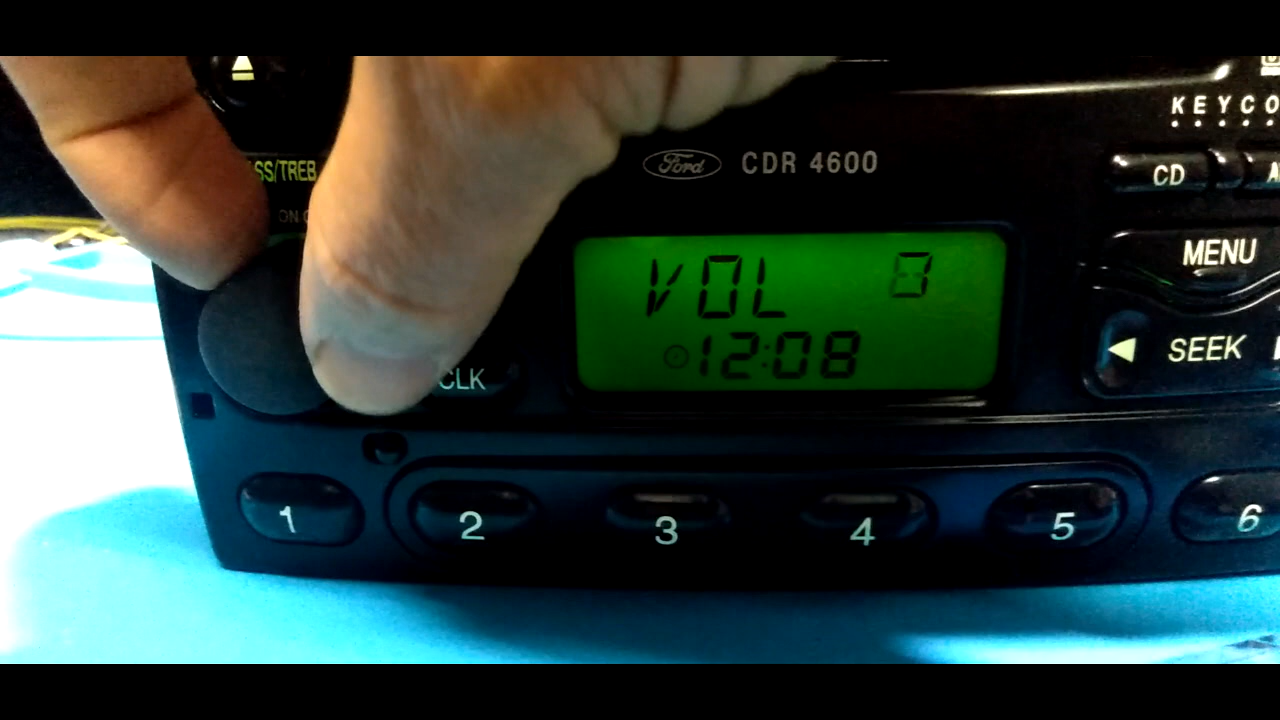 KEYCO
SS/TREB
ON O
Ford CDR 4600
CD
MENU
VOL
12:08
SEEK
CLK
1 2 3 4 5 6